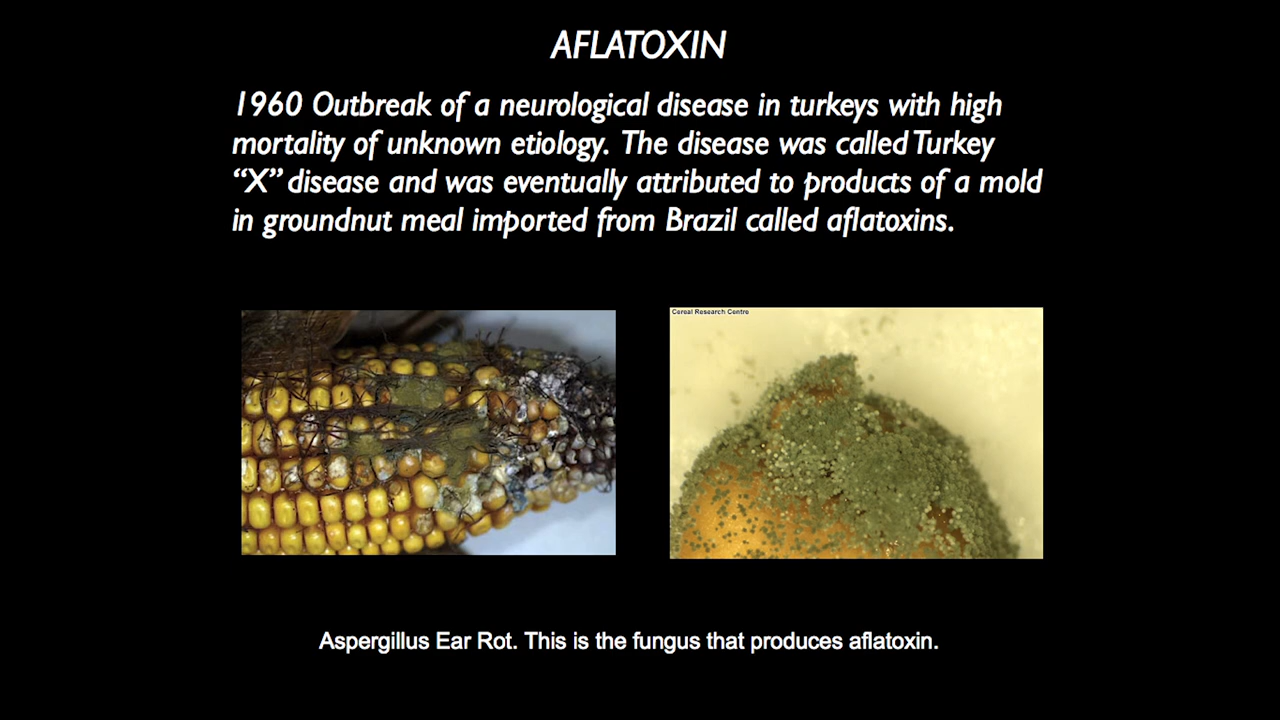 AFLATOXIN
1960 Outbreak of a neurological disease in turkeys with high
mortality of unknown etiology. The disease was called Turkey
“X” disease and was eventually attributed to products of a mold
in groundnut meal imported from Brazil called aflatoxins.
Cereal Research Centre
Aspergillus Ear Rot. This is the fungus that produces aflatoxin.